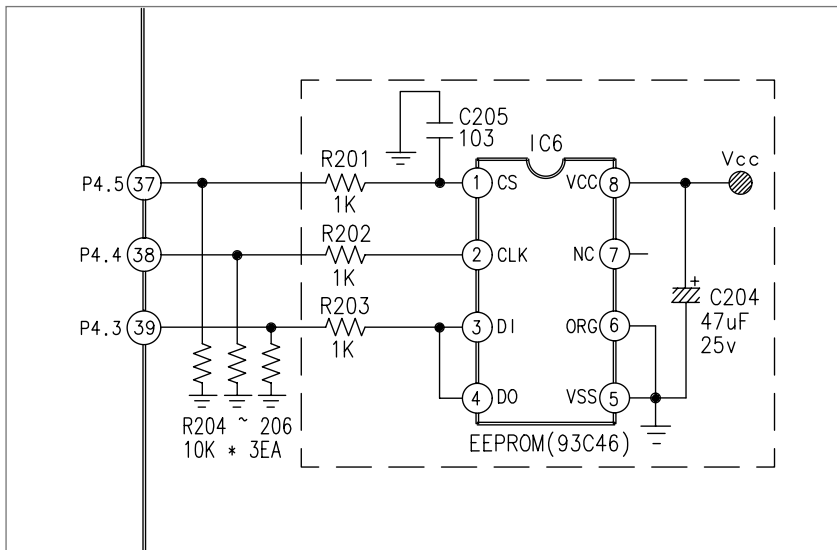 C205
103
IC6
Vcc
R201
P4.5 37
1K
1 CS
VCC 8
R202
P4.4 38
1K
2 CLK
NC 7
+
C204
47uF
25v
R203
P4.3 39
1K
3 DI
ORG 6
4 DO
VSS 5
R204 ~ 206
10K * 3EA
EEPROM(93C46)